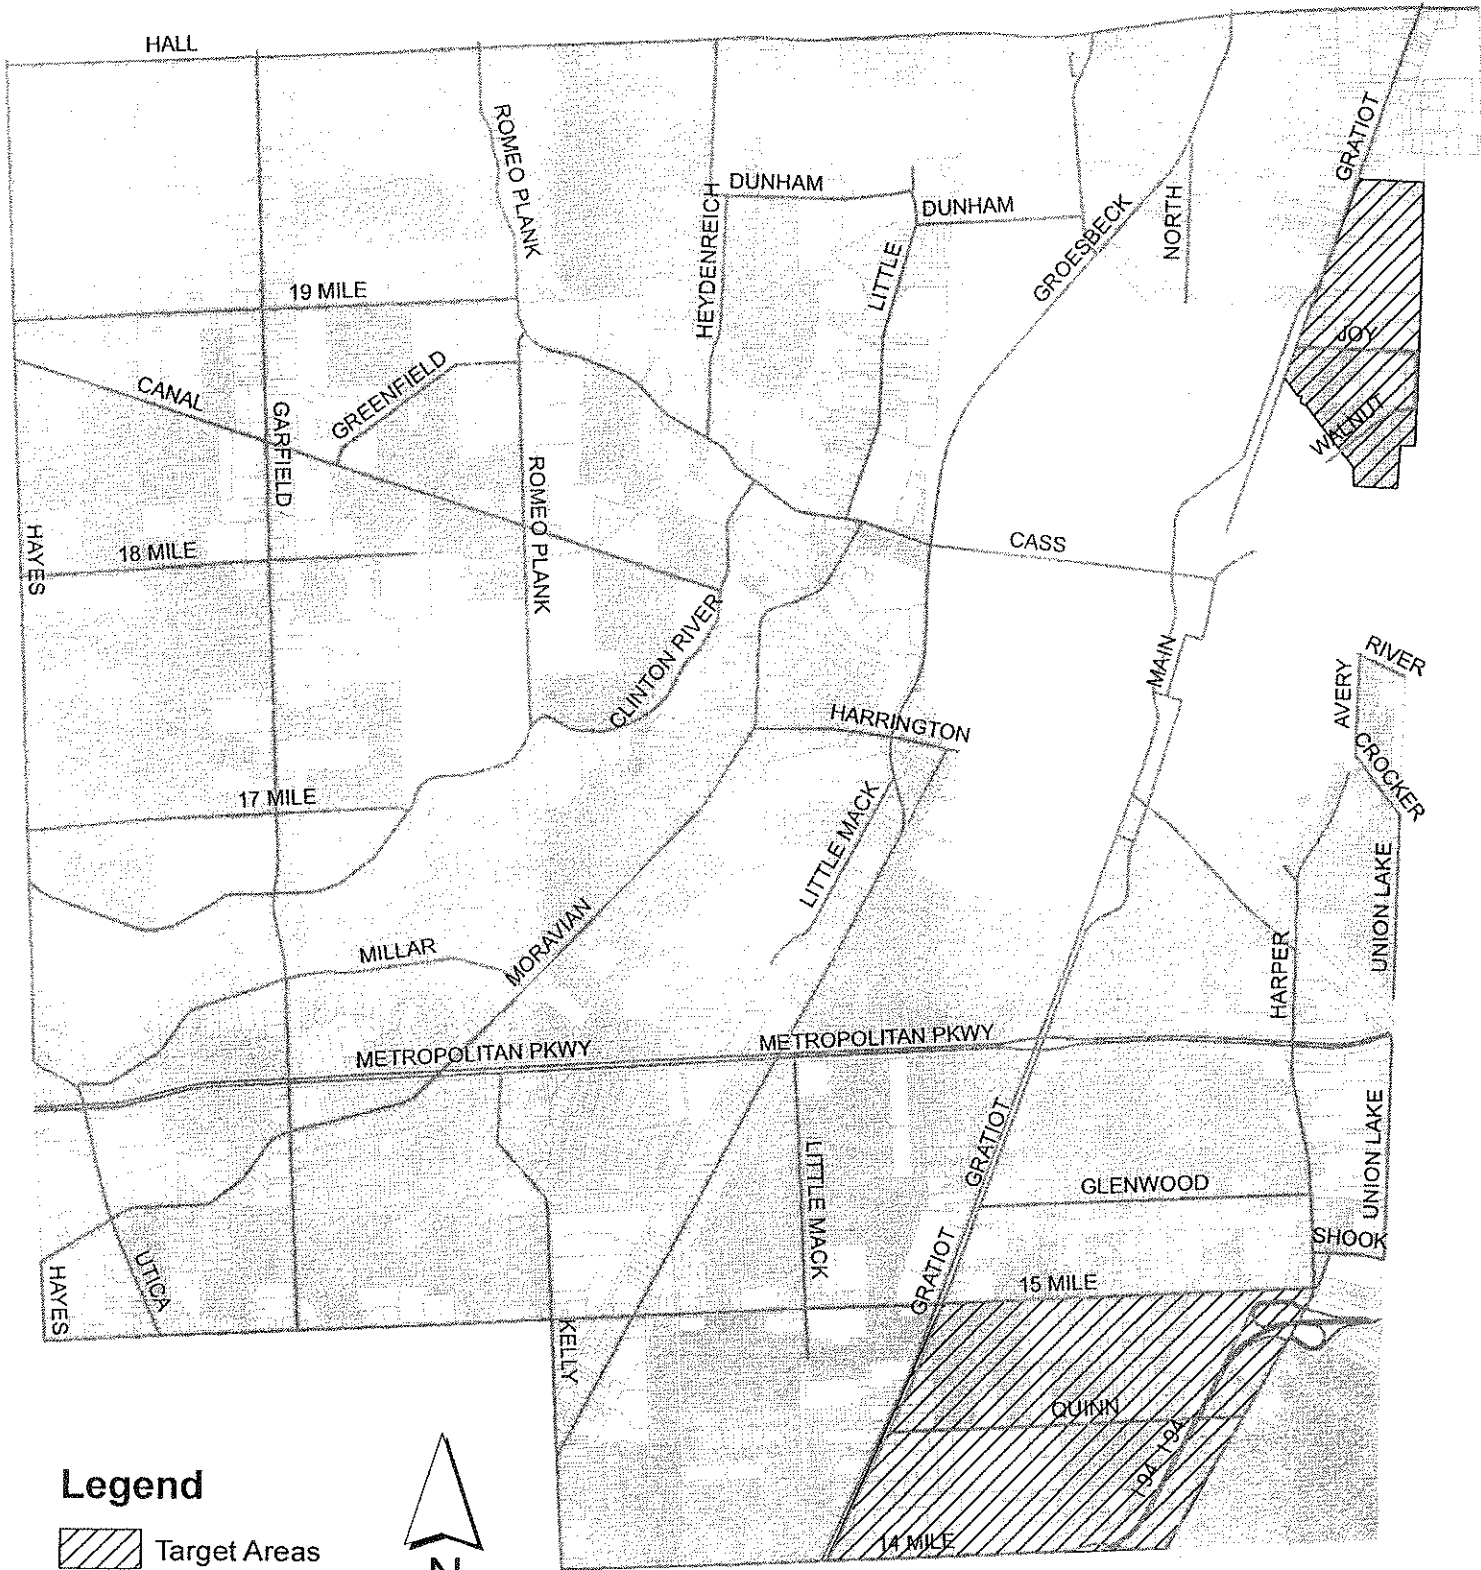 HALL
ROMEO PLANK
GRATIOT
HEYDENREICH
DUNHAM
DUNHAM
NORTH
GROESBECK
LITTLE
19 MILE
JOY
GREENFIELD
CANAL
GARFIELD
WALNUT
ROMEO PLANK
HAYES
18 MILE
CASS
CLINTON RIVER
MAIN
RIVER
AVERY
HARRINGTON
CROCKER
17 MILE
LITTLE MACK
UNION LAKE
MORAVIAN
MILLAR
HARPER
METROPOLITAN PKWY
METROPOLITAN PKWY
GRATIOT
UNION LAKE
LITTLE MACK
GLENWOOD
SHOOK
UTICA
HAYES
GRATIOT
15 MILE
KELLY
QUINN
I-94
I-94
14 MILE
Legend
Target Areas
N